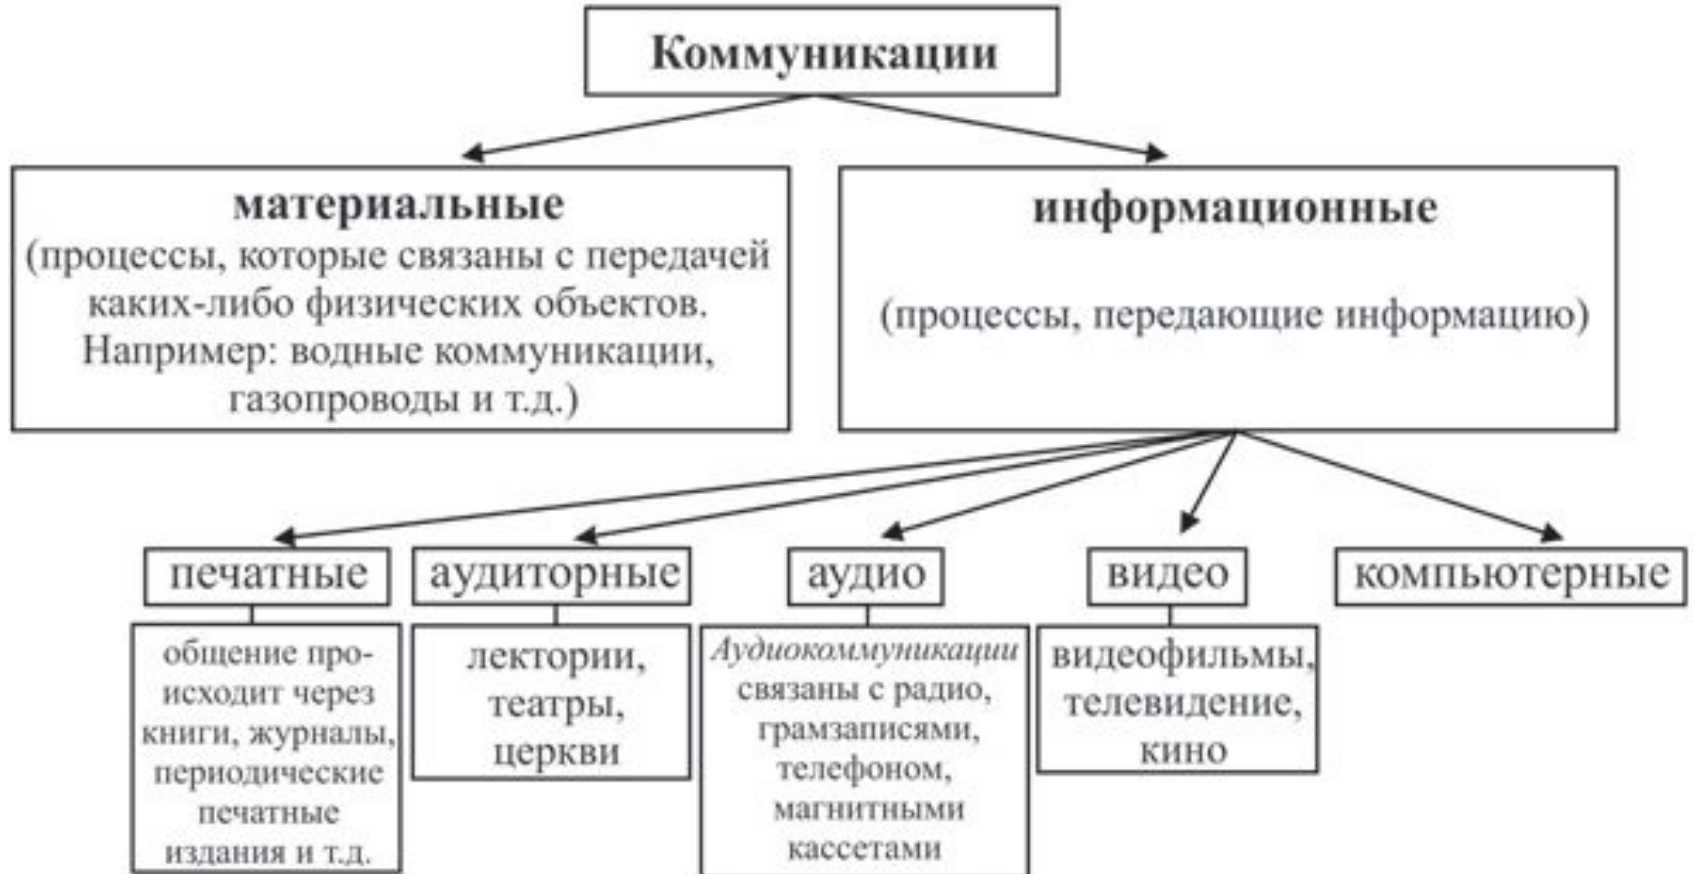 Коммуникации
материальные
(процессы, которые связаны с передачей
каких-либо физических объектов.
Например: водные коммуникации,
газопроводы и т.д.)
информационные
(процессы, передающие информацию)
печатные
общение про-
исходит через
книги, журналы,
периодические
печатные
издания и т.д.
аудиторные
лектории,
театры,
церкви
аудио
Аудиокоммуникации
связаны с радио,
грамзаписями,
телефоном,
магнитными
кассетами
видео
видеофильмы,
телевидение,
кино
компьютерные